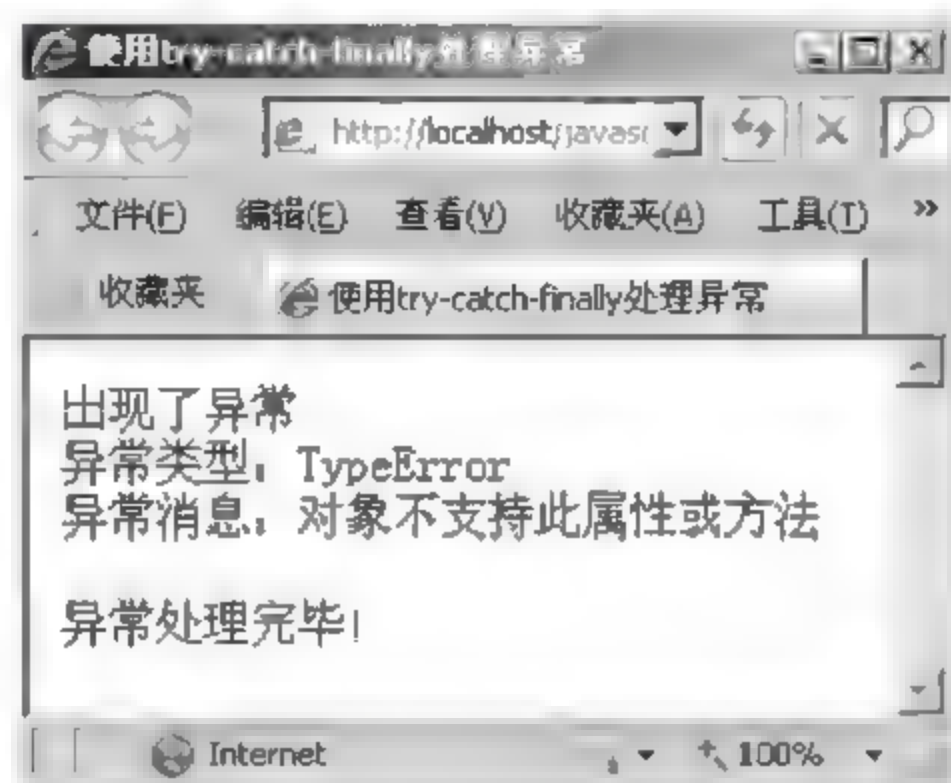 使用try-catch-finally处理异常
http://localhost/javasc
文件(F) 编辑(E) 查看(V) 收藏夹(A) 工具(T) »
收藏夹 使用try-catch-finally处理异常
出现了异常
异常类型: TypeError
异常消息: 对象不支持此属性或方法
异常处理完毕!
Internet 100%